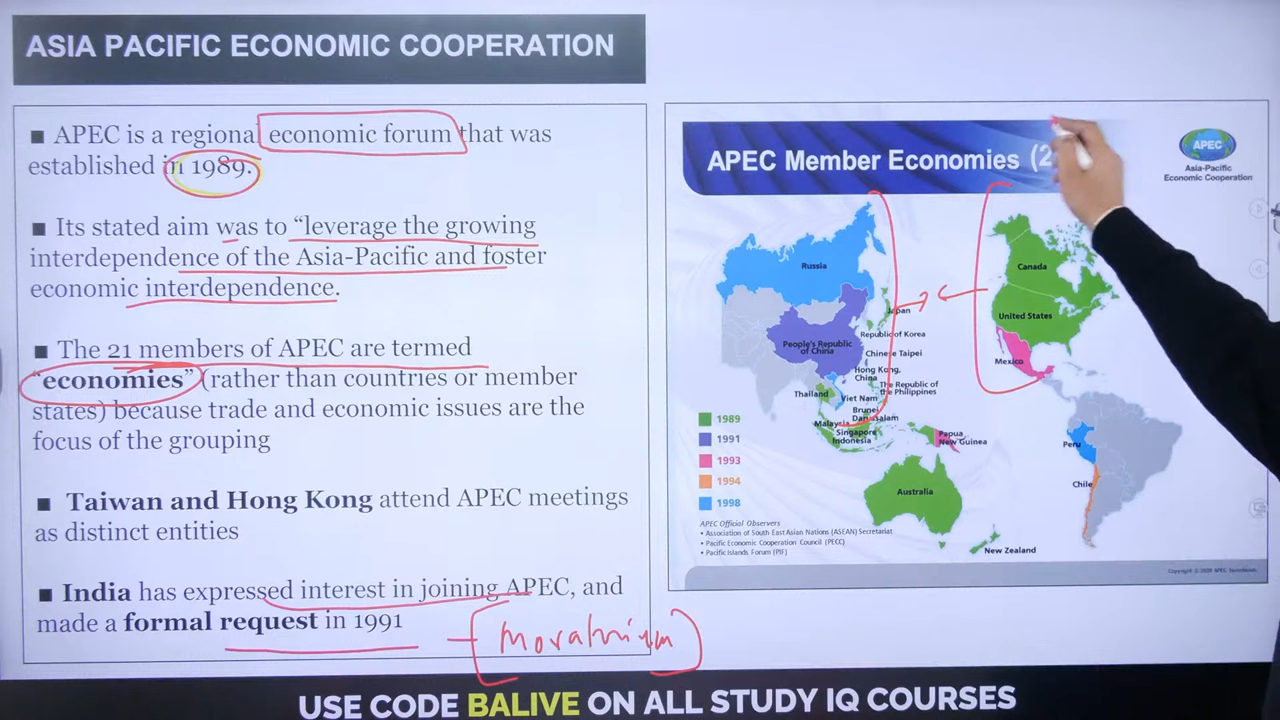 ASIA PACIFIC ECONOMIC COOPERATION
■ APEC is a regional economic forum that was
established in 1989.
■ Its stated aim was to “leverage the growing
interdependence of the Asia-Pacific and foster
economic interdependence.
■ The 21 members of APEC are termed
“economies” (rather than countries or member
states) because trade and economic issues are the
focus of the grouping
■ Taiwan and Hong Kong attend APEC meetings
as distinct entities
■ India has expressed interest in joining APEC, and
made a formal request in 1991
APEC Member Economies (2
APEC
Asia-Pacific
Economic Cooperation
Russia
Canada
United States
Mexico
Japan
Republic of Korea
People's Republic
of China
Chinese Taipei
Hong Kong,
China
The Republic of
the Philippines
Thailand
Viet Nam
Brunei
Darussalam
Malaysia
Singapore
Indonesia
Papua
New Guinea
Peru
Chile
Australia
New Zealand
1989
1991
1993
1994
1998
APEC Official Observers
• Association of South East Asian Nations (ASEAN) Secretariat
• Pacific Economic Cooperation Council (PECC)
• Pacific Islands Forum (PIF)
USE CODE BALIVE ON ALL STUDY IQ COURSES